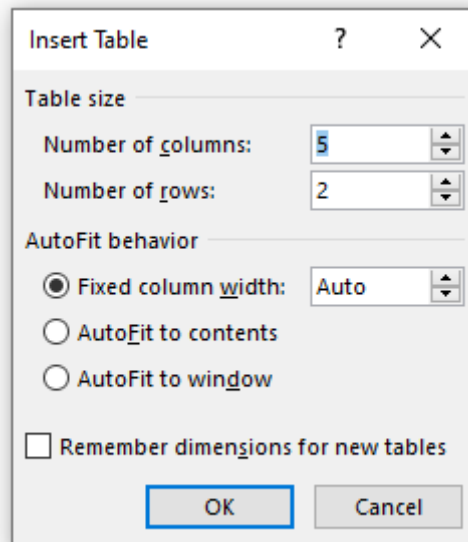 Insert Table ?
Table size
Number of columns: 5
Number of rows: 2
AutoFit behavior
Fixed column width: Auto
AutoFit to contents
AutoFit to window
Remember dimensions for new tables
OK Cancel